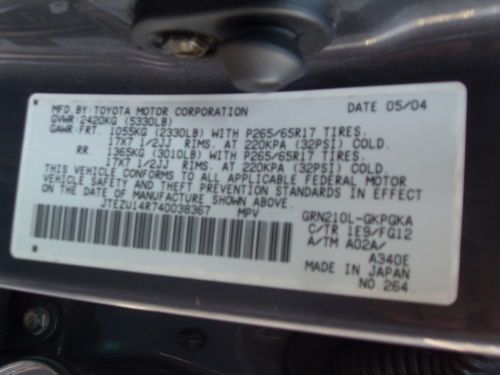 MFD.BY:TOYOTA MOTOR CORPORATION DATE 05/04
GVWR:2420KG (5330LB)
GAWR:FRT. 1055KG (2330LB) WITH P265/65R17 TIRES.
17X7 1/2JJ RIMS. AT 220KPA (32PSI) COLD.
RR. 1365KG (3010LB) WITH P265/65R17 TIRES.
17X7 1/2JJ RIMS. AT 220KPA (32PSI) COLD.
THIS VEHICLE CONFORMS TO ALL APPLICABLE FEDERAL MOTOR
VEHICLE SAFETY AND THEFT PREVENTION STANDARDS IN EFFECT
ON THE DATE OF MANUFACTURE SHOWN ABOVE.
JTEZU14R740038367 MPV GRN210L-GKPGKA
C/TR 1E9/FG12
A/TM A02A/
A340E
MADE IN JAPAN
NO.264